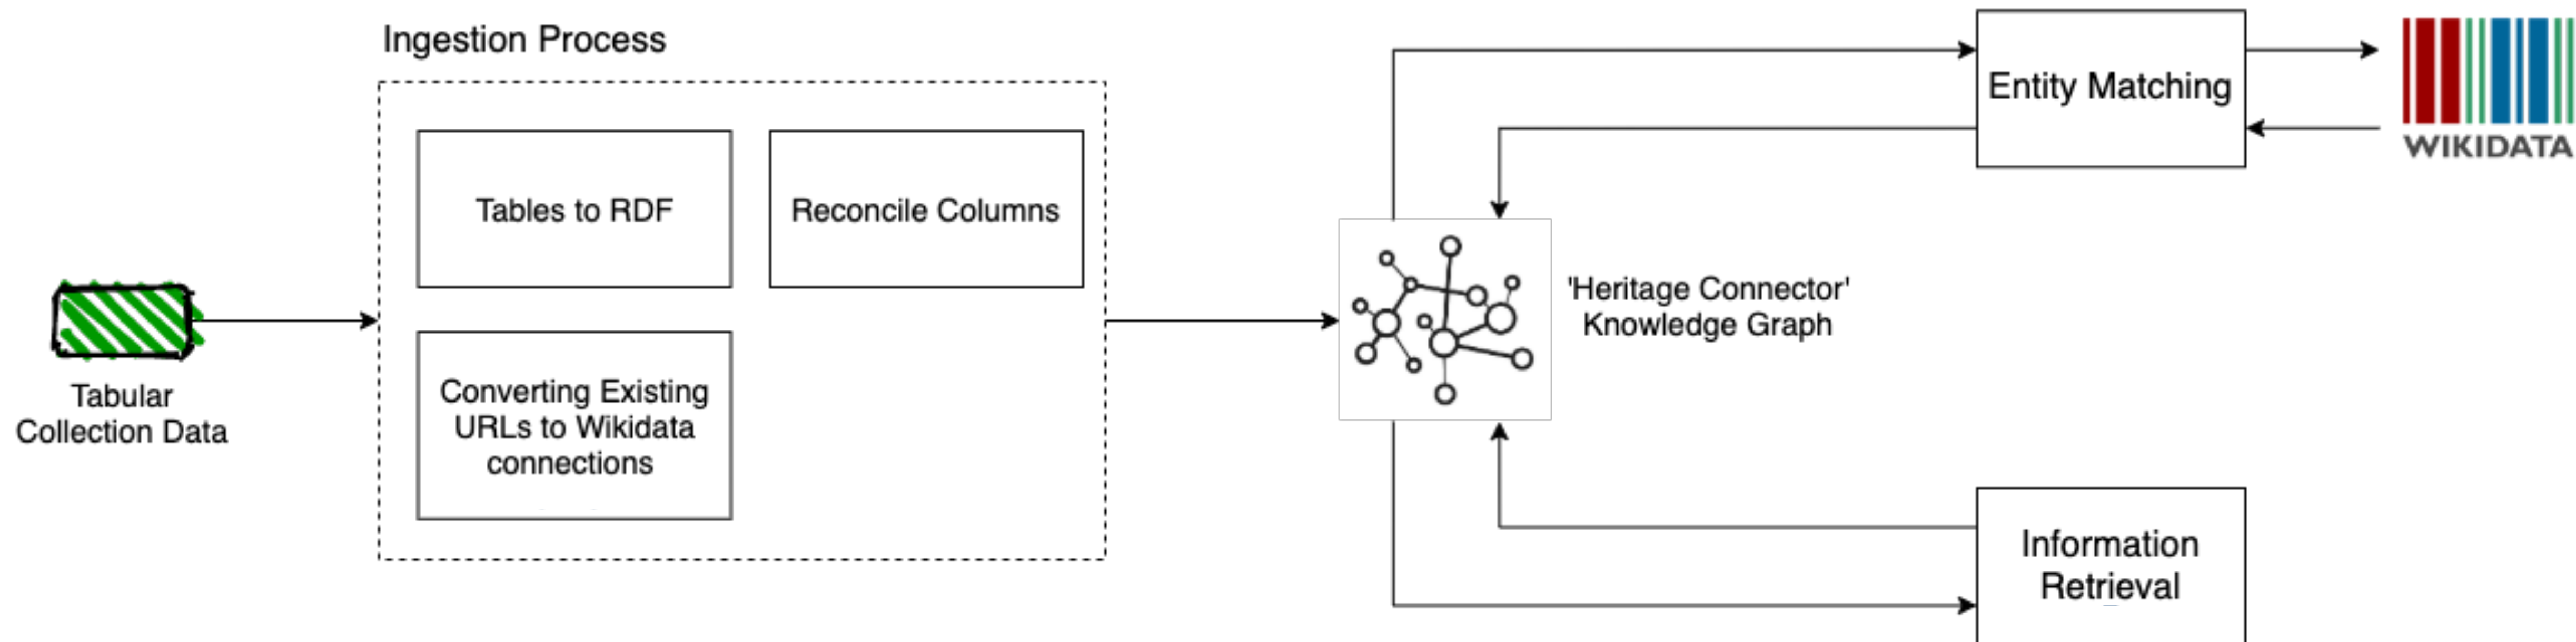 Ingestion Process
Tables to RDF
Reconcile Columns
Converting Existing
URLs to Wikidata
connections
Tabular
Collection Data
'Heritage Connector'
Knowledge Graph
Entity Matching
WIKIDATA
Information
Retrieval